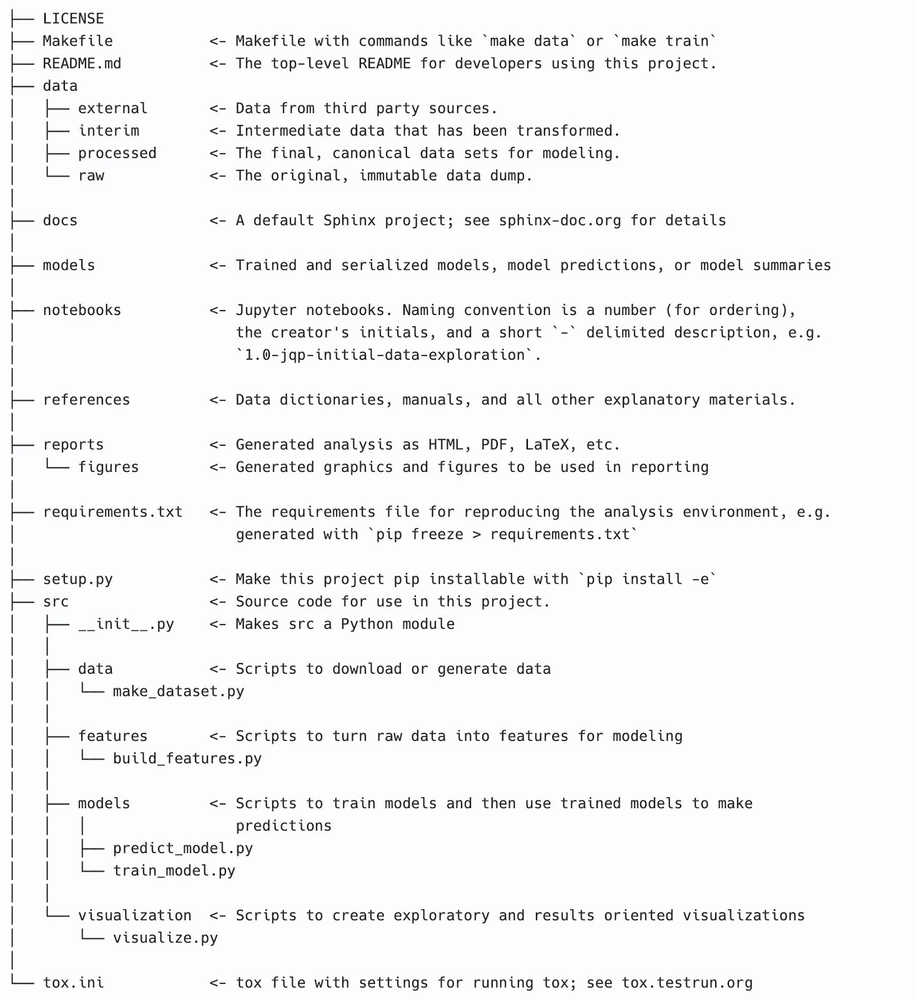 ├── LICENSE
├── Makefile           <- Makefile with commands like `make data` or `make train`
├── README.md          <- The top-level README for developers using this project.
├── data
│   ├── external       <- Data from third party sources.
│   ├── interim        <- Intermediate data that has been transformed.
│   ├── processed      <- The final, canonical data sets for modeling.
│   └── raw            <- The original, immutable data dump.
│
├── docs               <- A default Sphinx project; see sphinx-doc.org for details
│
├── models             <- Trained and serialized models, model predictions, or model summaries
│
├── notebooks          <- Jupyter notebooks. Naming convention is a number (for ordering),
│                         the creator's initials, and a short `-` delimited description, e.g.
│                         `1.0-jqp-initial-data-exploration`.
│
├── references         <- Data dictionaries, manuals, and all other explanatory materials.
│
├── reports            <- Generated analysis as HTML, PDF, LaTeX, etc.
│   └── figures        <- Generated graphics and figures to be used in reporting
│
├── requirements.txt   <- The requirements file for reproducing the analysis environment, e.g.
│                         generated with `pip freeze > requirements.txt`
│
├── setup.py           <- Make this project pip installable with `pip install -e`
├── src                <- Source code for use in this project.
│   ├── __init__.py    <- Makes src a Python module
│   │
│   ├── data           <- Scripts to download or generate data
│   │   └── make_dataset.py
│   │
│   ├── features       <- Scripts to turn raw data into features for modeling
│   │   └── build_features.py
│   │
│   ├── models         <- Scripts to train models and then use trained models to make
│   │   │                 predictions
│   │   ├── predict_model.py
│   │   └── train_model.py
│   │
│   └── visualization  <- Scripts to create exploratory and results oriented visualizations
│       └── visualize.py
│
└── tox.ini            <- tox file with settings for running tox; see tox.testrun.org